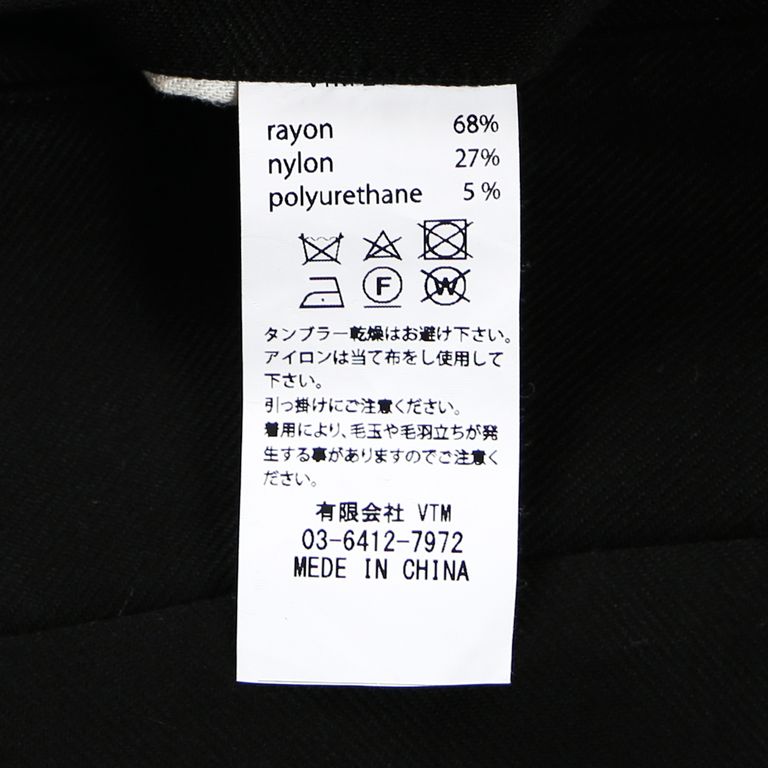 rayon 68%
nylon 27%
polyurethane 5 %
F W
タンブラー乾燥はお避け下さい。
アイロンは当て布をし使用して
下さい。
引っ掛けにご注意ください。
着用により、毛玉や毛羽立ちが発
生する事がありますのでご注意く
ださい。
有限会社 VTM
03-6412-7972
MEDE IN CHINA